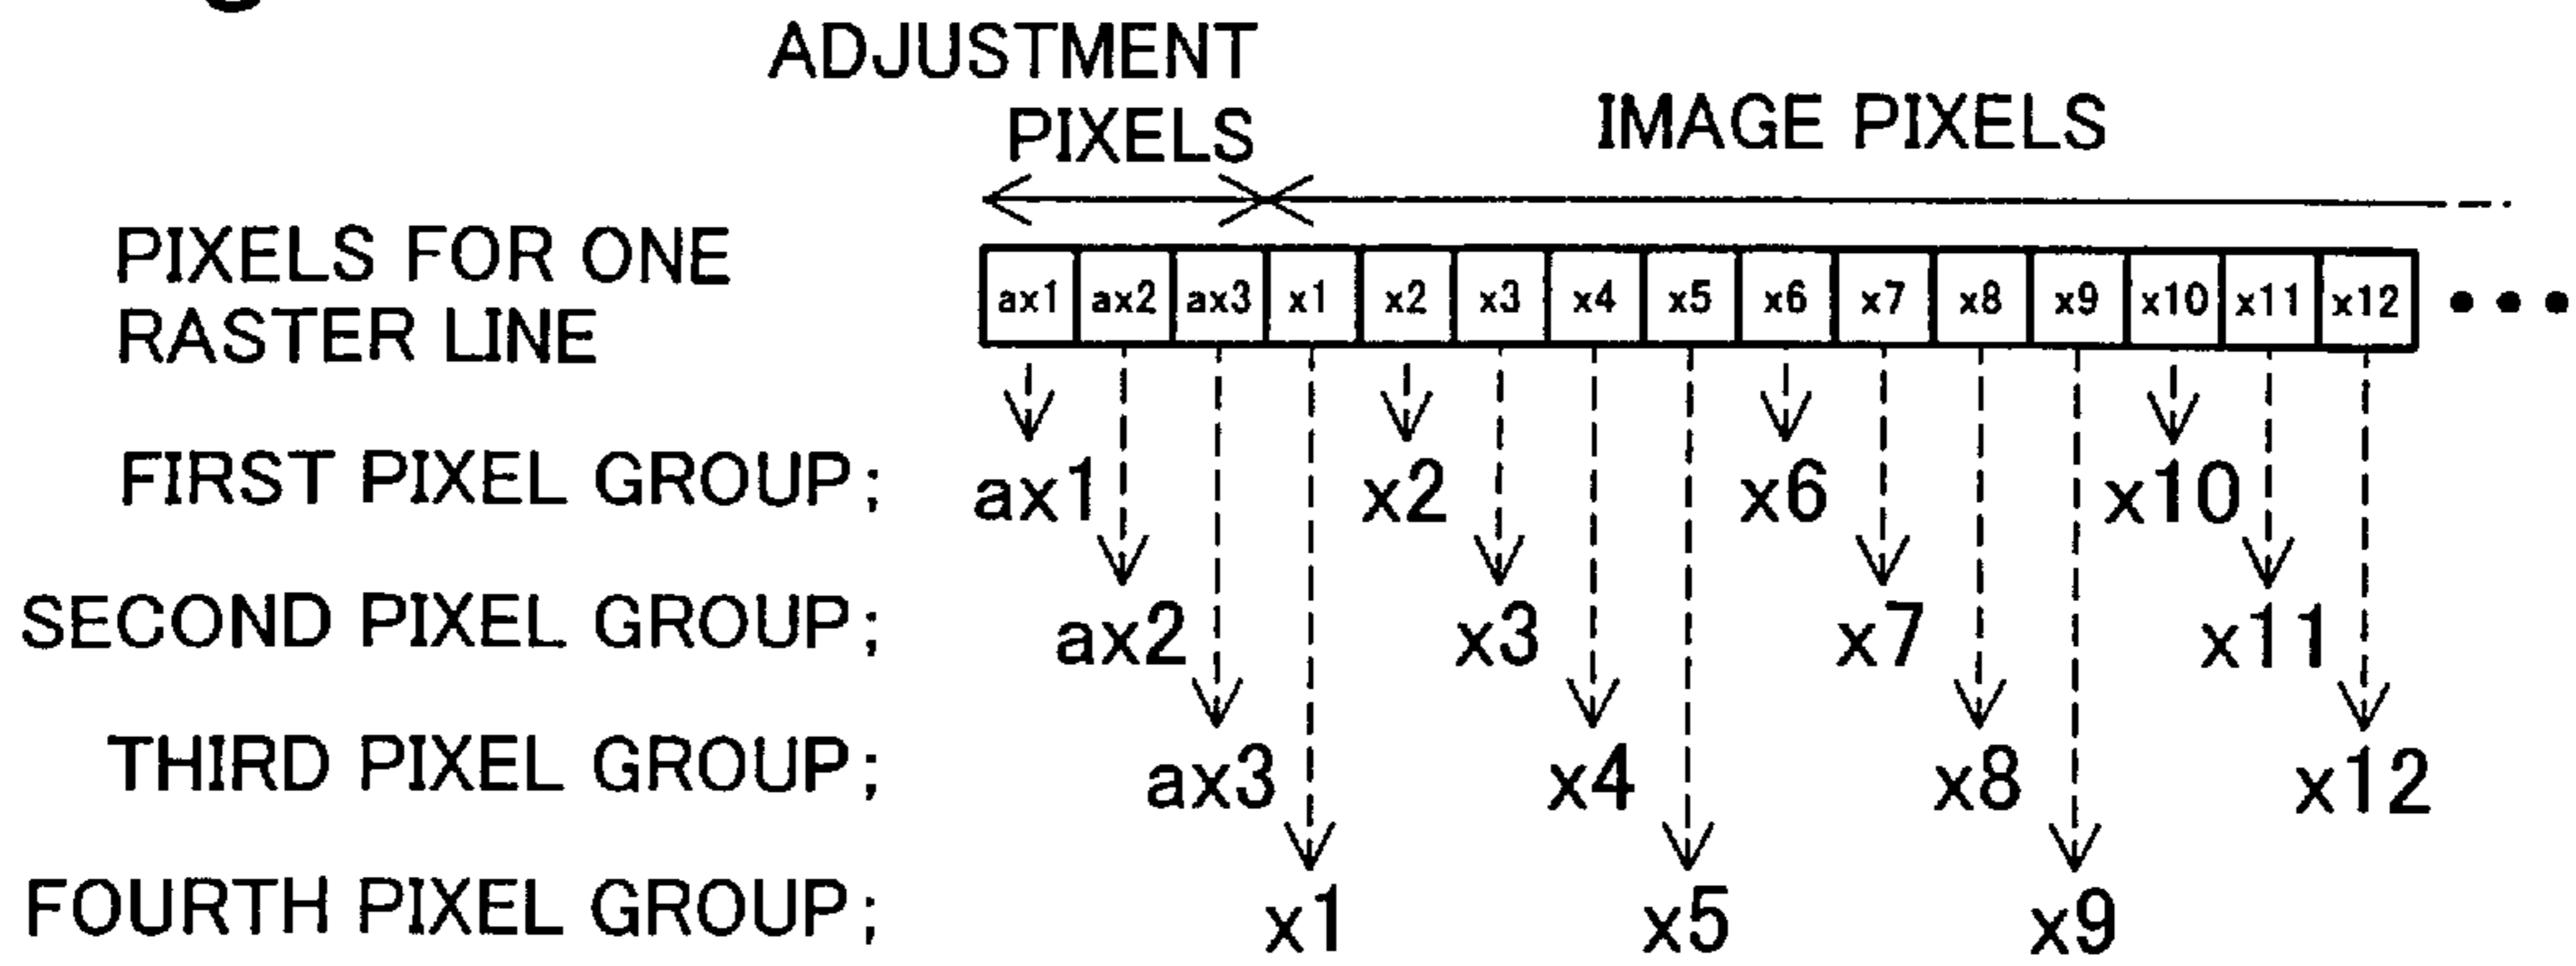 ADJUSTMENT
PIXELS
IMAGE PIXELS
PIXELS FOR ONE
RASTER LINE
ax1 ax2 ax3 x1 x2 x3 x4 x5 x6 x7 x8 x9 x10 x11 x12 • • •
FIRST PIXEL GROUP; ax1 x2 x6 x10
SECOND PIXEL GROUP; ax2 x3 x7 x11
THIRD PIXEL GROUP; ax3 x4 x8 x12
FOURTH PIXEL GROUP; x1 x5 x9